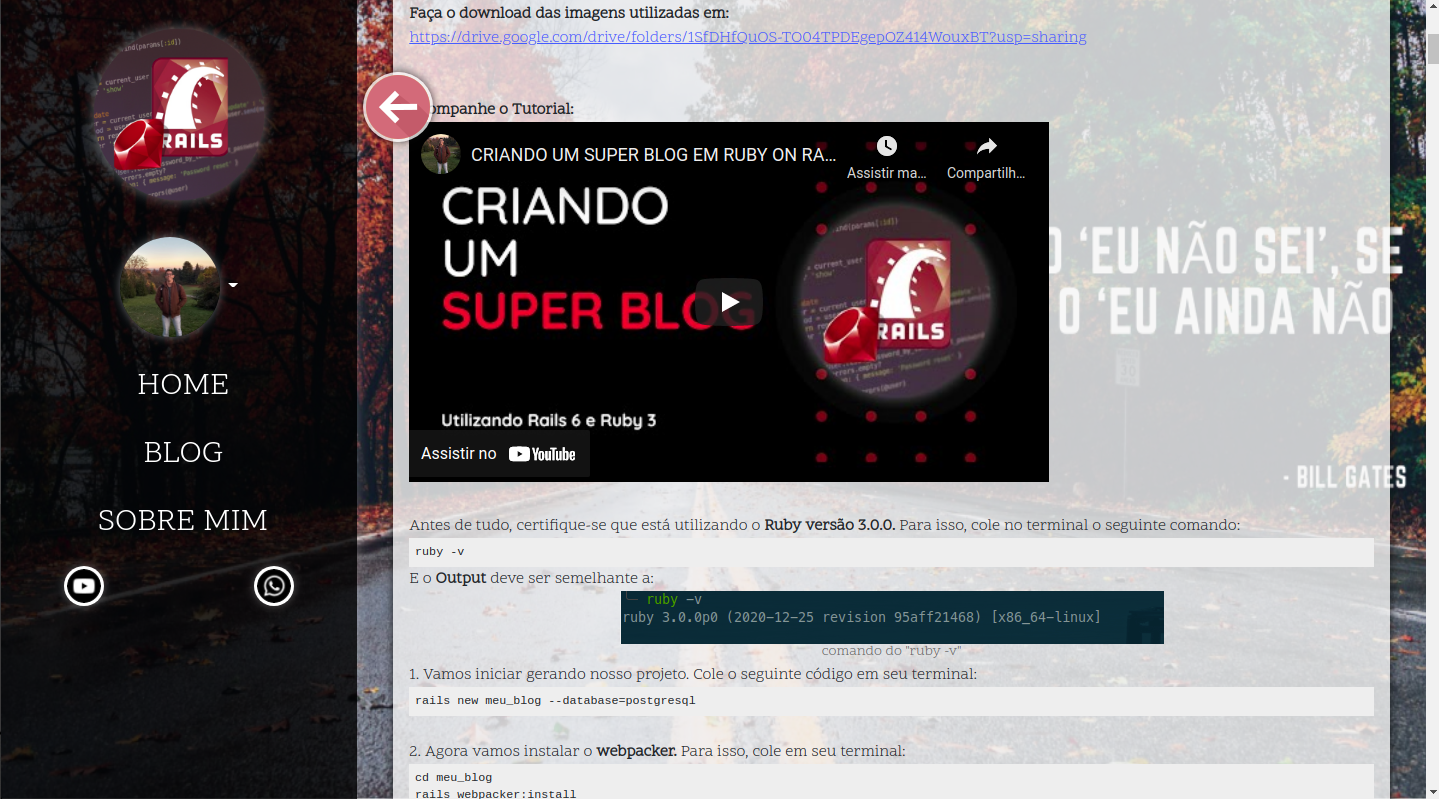 Faça o download das imagens utilizadas em:
https://drive.google.com/drive/folders/1SfDHfQuOS-TO04TPDEgepOZ414WouxBT?usp=sharing
ompanhe o Tutorial:
CRIANDO UM SUPER BLOG EM RUBY ON RA...
Assistir ma...
Compartilh...
CRIANDO
UM
SUPER BLOG
RAILS
Utilizando Rails 6 e Ruby 3
Assistir no YouTube
RAILS
HOME
BLOG
SOBRE MIM
O ‘EU NÃO SEI’, SE
O ‘EU AINDA NÃO
- BILL GATES
Antes de tudo, certifique-se que está utilizando o Ruby versão 3.0.0. Para isso, cole no terminal o seguinte comando:
ruby -v
E o Output deve ser semelhante a:
ruby -v
ruby 3.0.0p0 (2020-12-25 revision 95aff21468) [x86_64-linux]
comando do "ruby -v"
1. Vamos iniciar gerando nosso projeto. Cole o seguinte código em seu terminal:
rails new meu_blog --database=postgresql
2. Agora vamos instalar o webpacker. Para isso, cole em seu terminal:
cd meu_blog
rails webpacker:install